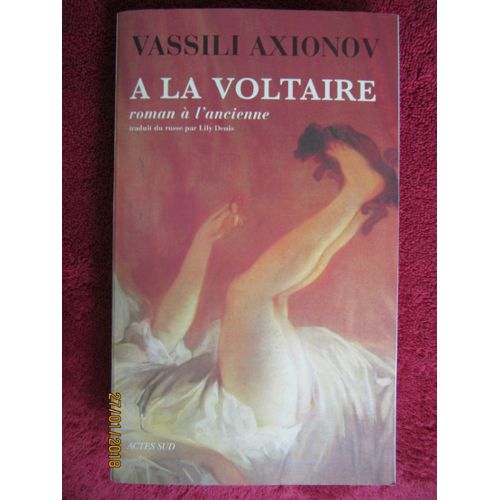 VASSILI AXIONOV
A LA VOLTAIRE
roman à l'ancienne
traduit du russe par Lily Denis
ACTES SUD
27/01/2018